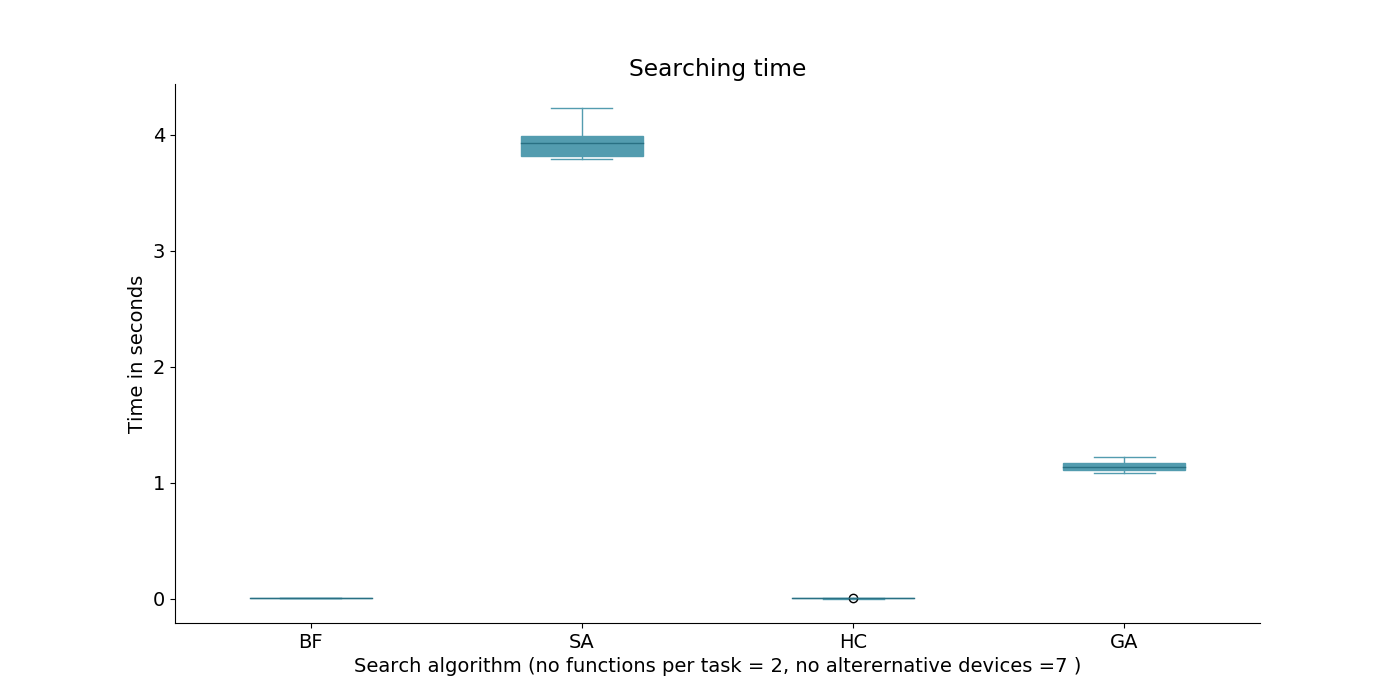 Searching time
4
3
2
1
0
Time in seconds
BF SA HC GA
Search algorithm (no functions per task = 2, no alterernative devices =7 )